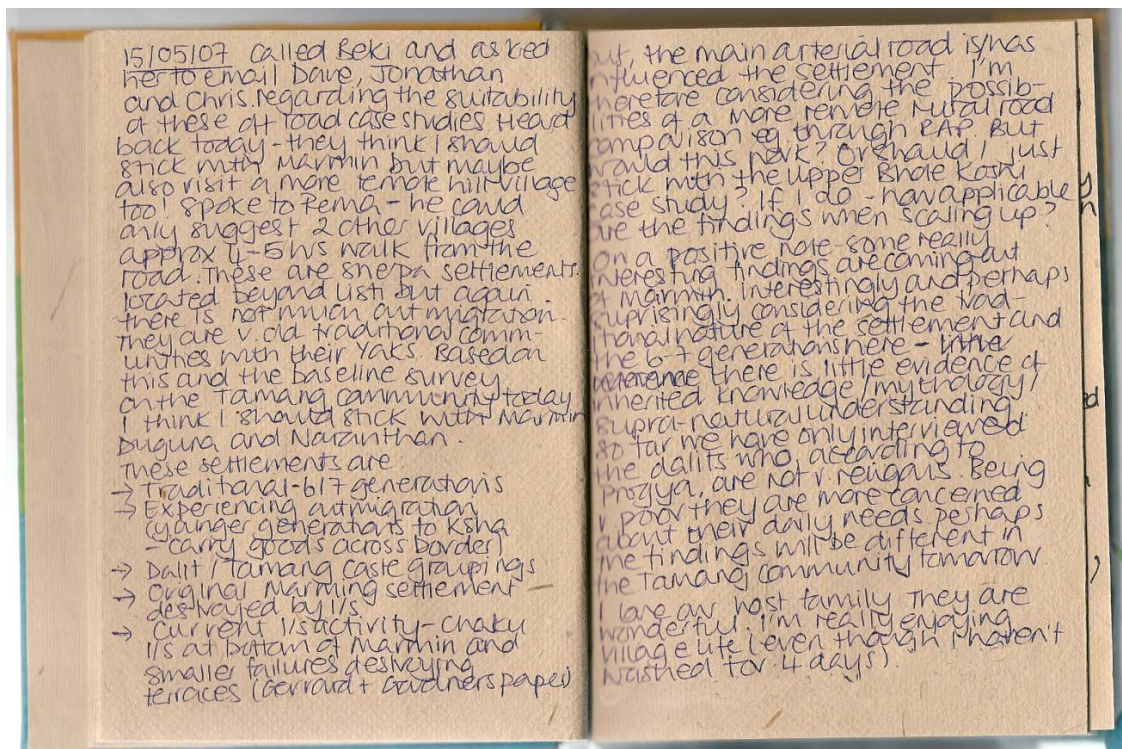 15/05/07 called Beki and asked
her to email Dave, Jonathan
and Chris regarding the suitability
of these off road case studies. Heard
back today - they think I should
stick with Marmin but maybe
also visit a more remote hill village
too! Spoke to Pema - he could
only suggest 2 other villages
approx 4-5 hrs walk from the
road. These are sherpa settlements
located beyond Listi but again
there is not much outmigration.
They are v. old traditional comm-
unities with their yaks. Based on
this and the baseline survey
on the Tamang community today
I think I should stick with Marmin
Duguna and Naranthan.
These settlements are:
→ Traditional - 6/7 generations
→ Experiencing outmigration
(younger generations to Ksha
- carry goods across border)
→ Dalit / Tamang caste groupings
→ Original Marming settlement
destroyed by l/s
→ Current l/s activity - Chaku
l/s at bottom of Marmin and
smaller failures destroying
terraces (Gerrard + Gardners paper)
but, the main arterial road is/has
influenced the settlement. I'm
therefore considering the possib-
ilities of a more remote rural road
comparison eg through RAP. But
would this work? Or should I just
stick with the upper Bhote Koshi
case study? If I do - how applicable
are the findings when scaling up?
On a positive note - some really
interesting findings are coming out
of Marmin. Interestingly and perhaps
suprisingly considering the trad-
tional nature of the settlement and
the 6-7 generations here - little
there is little evidence of
inherited knowledge / mythology /
supra-natural understanding.
So far we have only interviewed
the dalits who, according to
Progya, are not v. religous. Being
v poor they are more concerned
about their daily needs perhaps
the findings will be different in
the Tamang community tomorrow.
I love our host family They are
wonderful. I'm really enjoying
village life (even though I haven't
washed for 4 days).